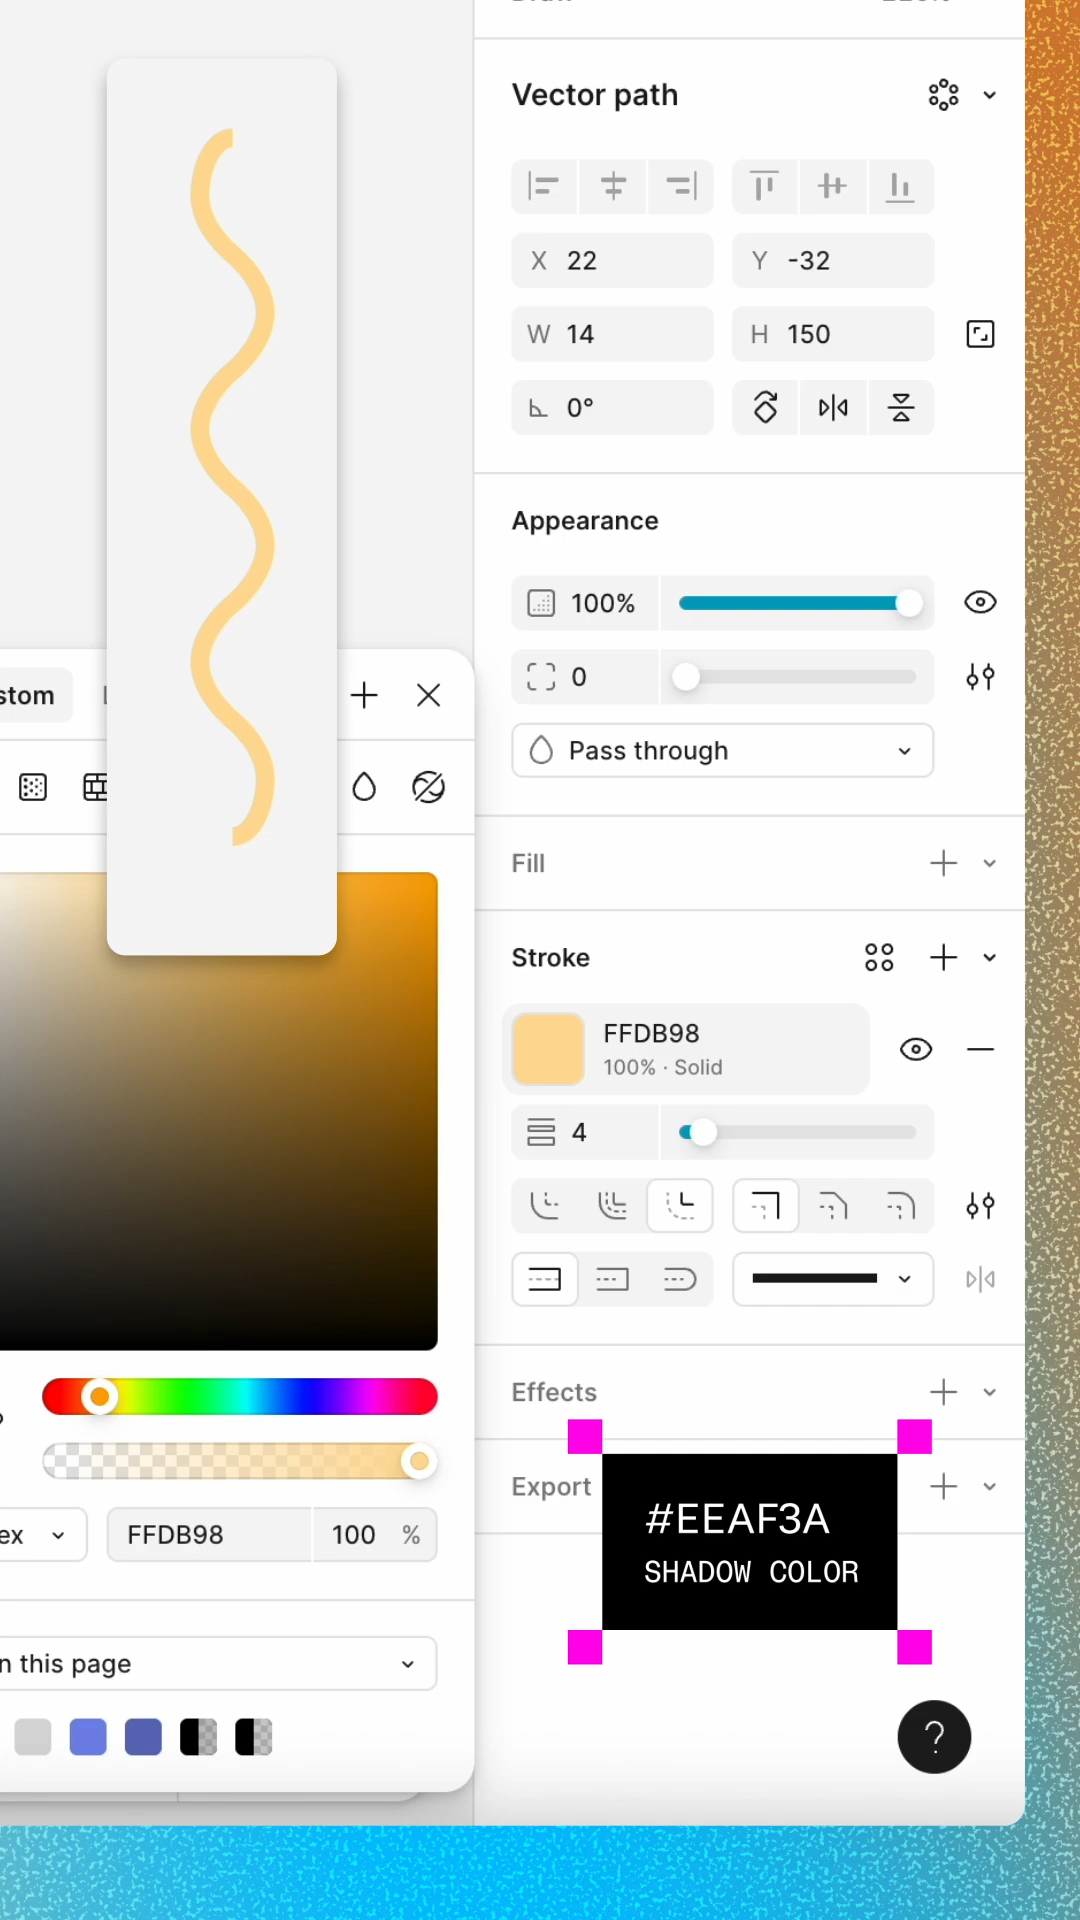 Vector path
X 22
Y -32
W 14
H 150
0°
Appearance
100%
0
Pass through
Fill
Stroke
FFDB98
100% · Solid
4
Effects
Export
#EEAF3A
SHADOW COLOR
?
stom
ex
FFDB98
100 %
n this page